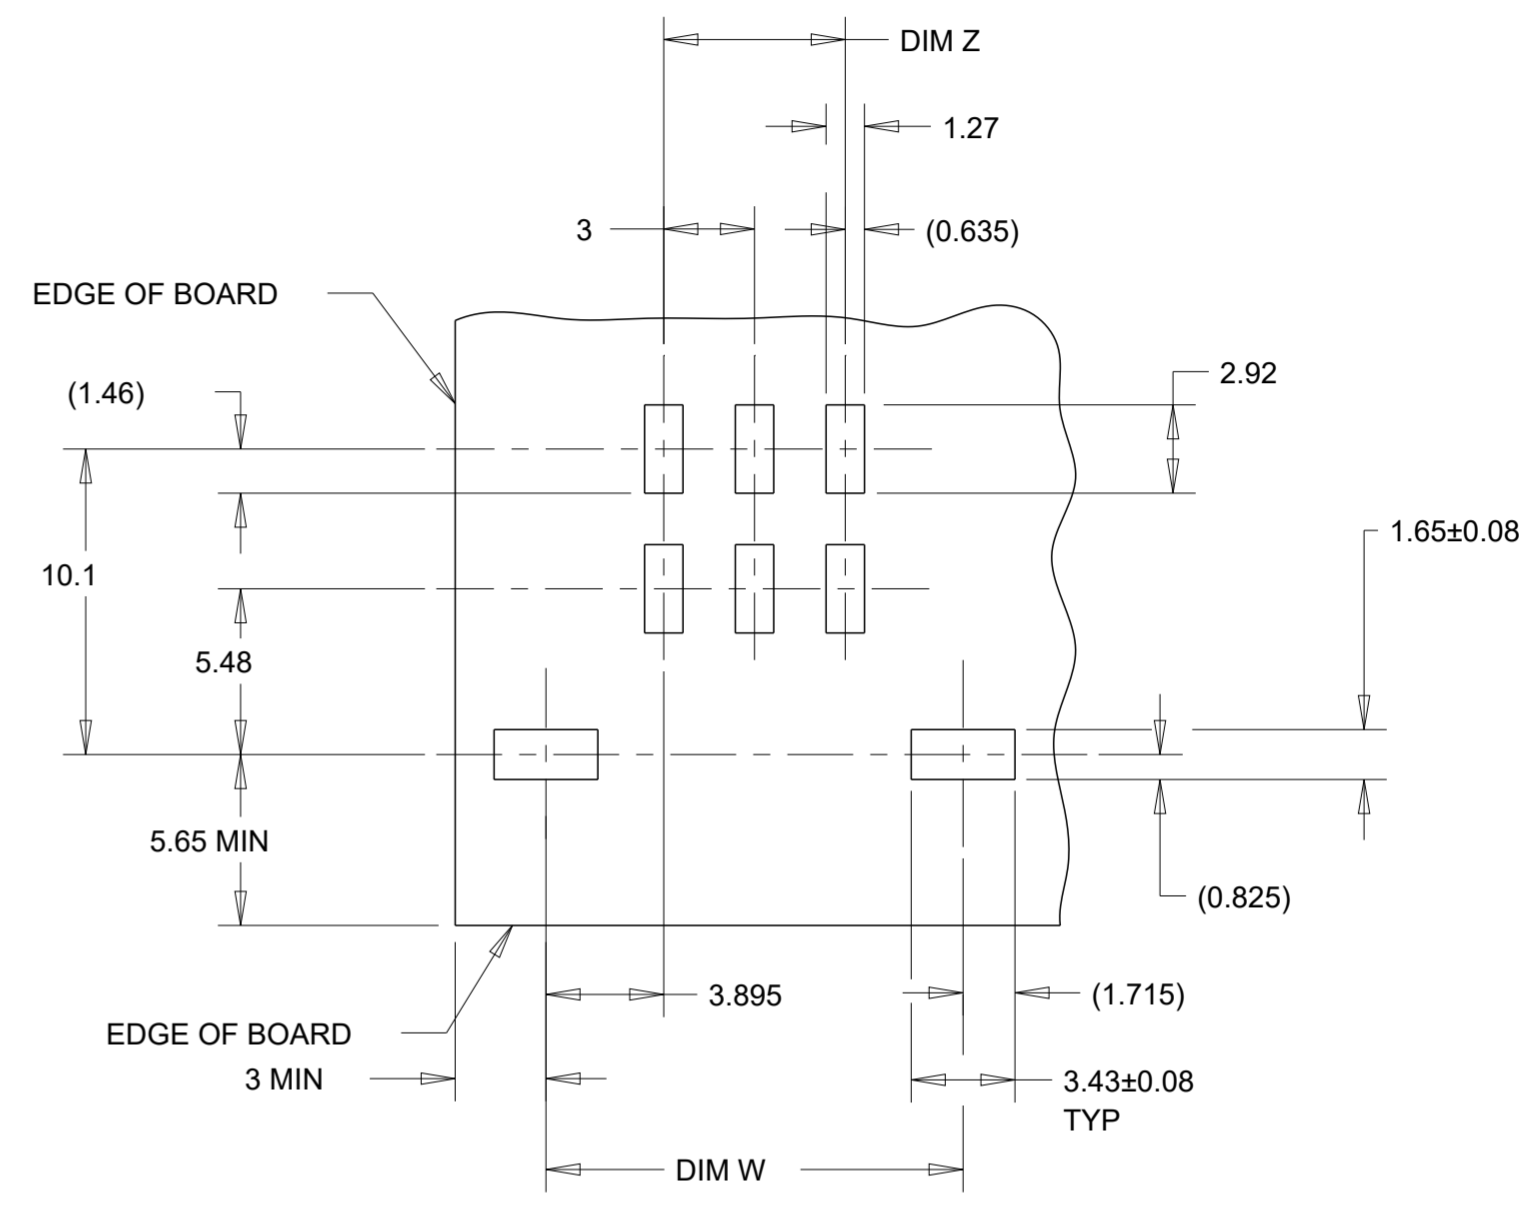 DIM Z
1.27
3
(0.635)
EDGE OF BOARD
(1.46)
2.92
1.65±0.08
10.1
5.48
5.65 MIN
(0.825)
3.895
(1.715)
EDGE OF BOARD
3 MIN
3.43±0.08
TYP
DIM W